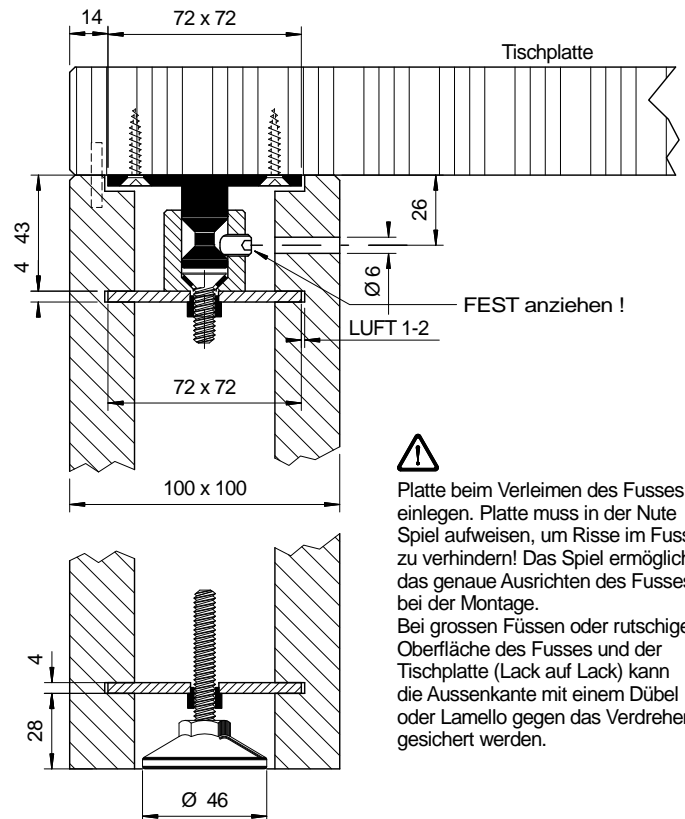 14
72 x 72
Tischplatte
43
4
26
Ø 6
FEST anziehen !
LUFT 1-2
72 x 72
100 x 100
Platte beim Verleimen des Fusses
einlegen. Platte muss in der Nute
Spiel aufweisen, um Risse im Fuss
zu verhindern! Das Spiel ermöglich
das genaue Ausrichten des Fusses
bei der Montage.
Bei grossen Füssen oder rutschige
Oberfläche des Fusses und der
Tischplatte (Lack auf Lack) kann
die Aussenkante mit einem Dübel
oder Lamello gegen das Verdrehen
gesichert werden.
4
28
Ø 46